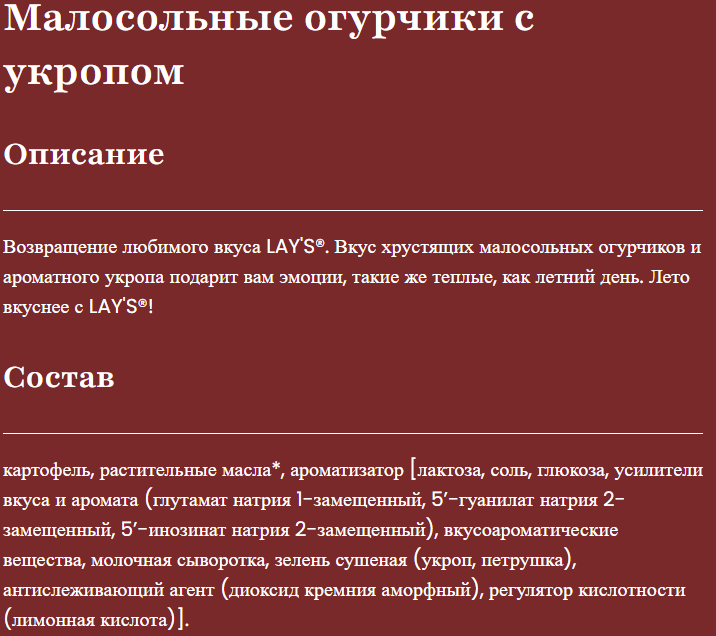 Малосольные огурчики с
укропом
Описание
Возвращение любимого вкуса LAY'S®. Вкус хрустящих малосольных огурчиков и
ароматного укропа подарит вам эмоции, такие же теплые, как летний день. Лето
вкуснее с LAY'S®!
Состав
картофель, растительные масла*, ароматизатор [лактоза, соль, глюкоза, усилители
вкуса и аромата (глутамат натрия 1-замещенный, 5’-гуанилат натрия 2-
замещенный, 5’-инозинат натрия 2-замещенный), вкусоароматические
вещества, молочная сыворотка, зелень сушеная (укроп, петрушка),
антислеживающий агент (диоксид кремния аморфный), регулятор кислотности
(лимонная кислота)].